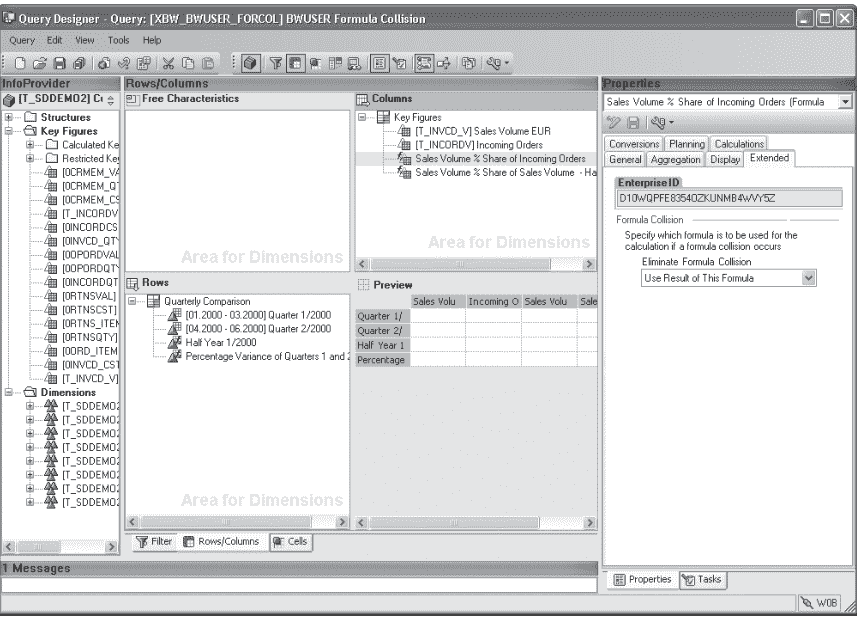 Query Designer - Query: [XBW_BWUSER_FORCOL] BWUSER Formula Collision
Query Edit View Tools Help
InfoProvider
[T_SDDEMO2]
Structures
Key Figures
Calculated Ke
Restricted Key
[0CRMEM_VA
[0CRMEM_QT
[0CRMEM_CS
[T_INCORDV
[0INCORDCS
[0INVCD_QTY
[0OPORDVAL
[0OPORDQTY
[0INCORDQT
[0RTNSVAL]
[0RTNSCST]
[0RTNS_ITEM
[0RTNSQTY]
[0ORD_ITEM
[0INVCD_CST
[T_INVCD_V]
Dimensions
[T_SDDEMO2
[T_SDDEMO2
[T_SDDEMO2
[T_SDDEMO2
[T_SDDEMO2
[T_SDDEMO2
[T_SDDEMO2
[T_SDDEMO2
Rows/Columns
Free Characteristics
Area for Dimensions
Columns
Key Figures
[T_INVCD_V] Sales Volume EUR
[T_INCORDV] Incoming Orders
Sales Volume % Share of Incoming Orders
Sales Volume % Share of Sales Volume - Ha
Area for Dimensions
Rows
Quarterly Comparison
[01.2000 - 03.2000] Quarter 1/2000
[04.2000 - 06.2000] Quarter 2/2000
Half Year 1/2000
Percentage Variance of Quarters 1 and 2
Area for Dimensions
Preview
Sales Volu Incoming O Sales Volu Sale
Quarter 1/
Quarter 2/
Half Year 1
Percentage
Filter Rows/Columns Cells
1 Messages
Properties
Sales Volume % Share of Incoming Orders (Formula
Conversions Planning Calculations
General Aggregation Display Extended
EnterpriseID
Formula Collision
Specify which formula is to be used for the
calculation if a formula collision occurs
Eliminate Formula Collision
Use Result of This Formula
Properties Tasks
W0B